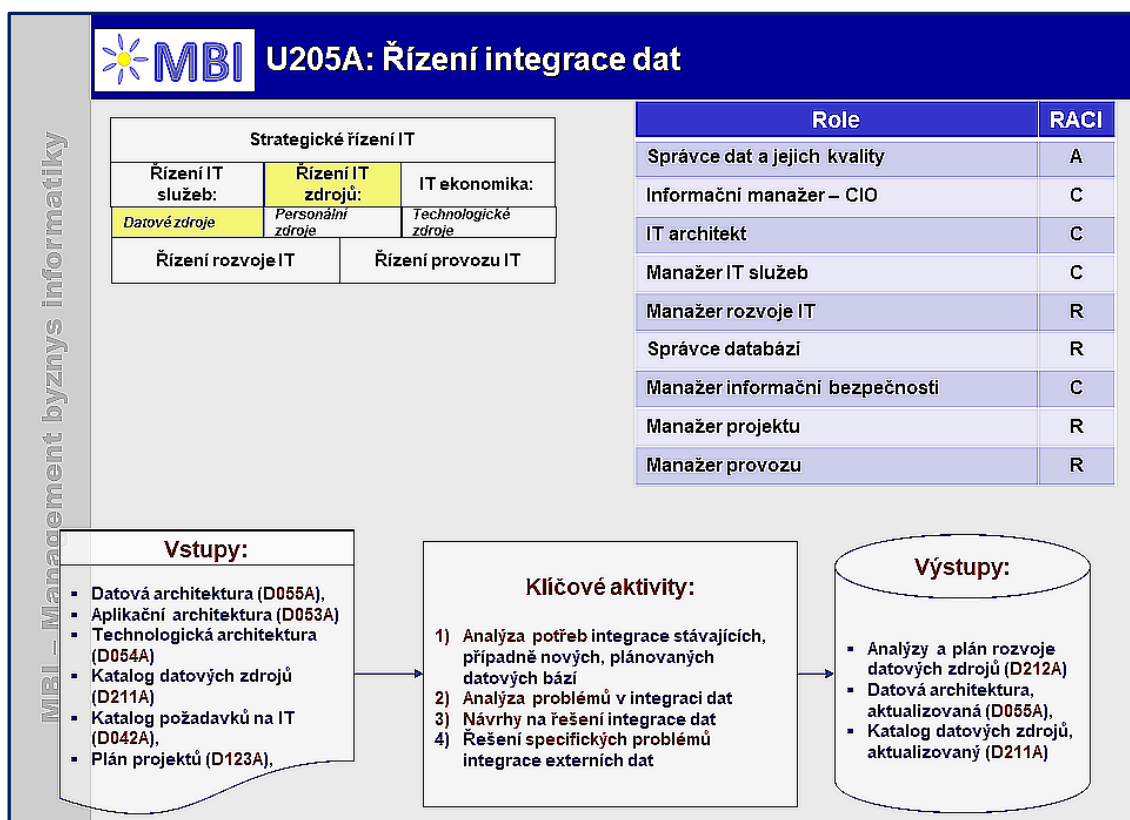 MBI
U205A: Řízení integrace dat
MBI – Management byznys informatiky
Strategické řízení IT
Řízení IT
služeb:
Řízení IT
zdrojů:
IT ekonomika:
Datové zdroje
Personální
zdroje
Technologické
zdroje
Řízení rozvoje IT
Řízení provozu IT
Role RACI
Správce dat a jejich kvality A
Informační manažer – CIO C
IT architekt C
Manažer IT služeb C
Manažer rozvoje IT R
Správce databází R
Manažer informační bezpečnosti C
Manažer projektu R
Manažer provozu R
Vstupy:
▪ Datová architektura (D055A),
▪ Aplikační architektura (D053A)
▪ Technologická architektura
(D054A)
▪ Katalog datových zdrojů
(D211A)
▪ Katalog požadavků na IT
(D042A),
▪ Plán projektů (D123A),
Klíčové aktivity:
1) Analýza potřeb integrace stávajících,
případně nových, plánovaných
datových bází
2) Analýza problémů v integraci dat
3) Návrhy na řešení integrace dat
4) Řešení specifických problémů
integrace externích dat
Výstupy:
▪ Analýzy a plán rozvoje
datových zdrojů (D212A)
▪ Datová architektura,
aktualizovaná (D055A),
▪ Katalog datových zdrojů,
aktualizovaný (D211A)